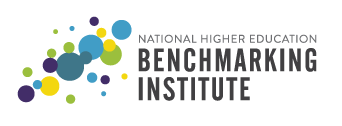 NATIONAL HIGHER EDUCATION
BENCHMARKING
INSTITUTE